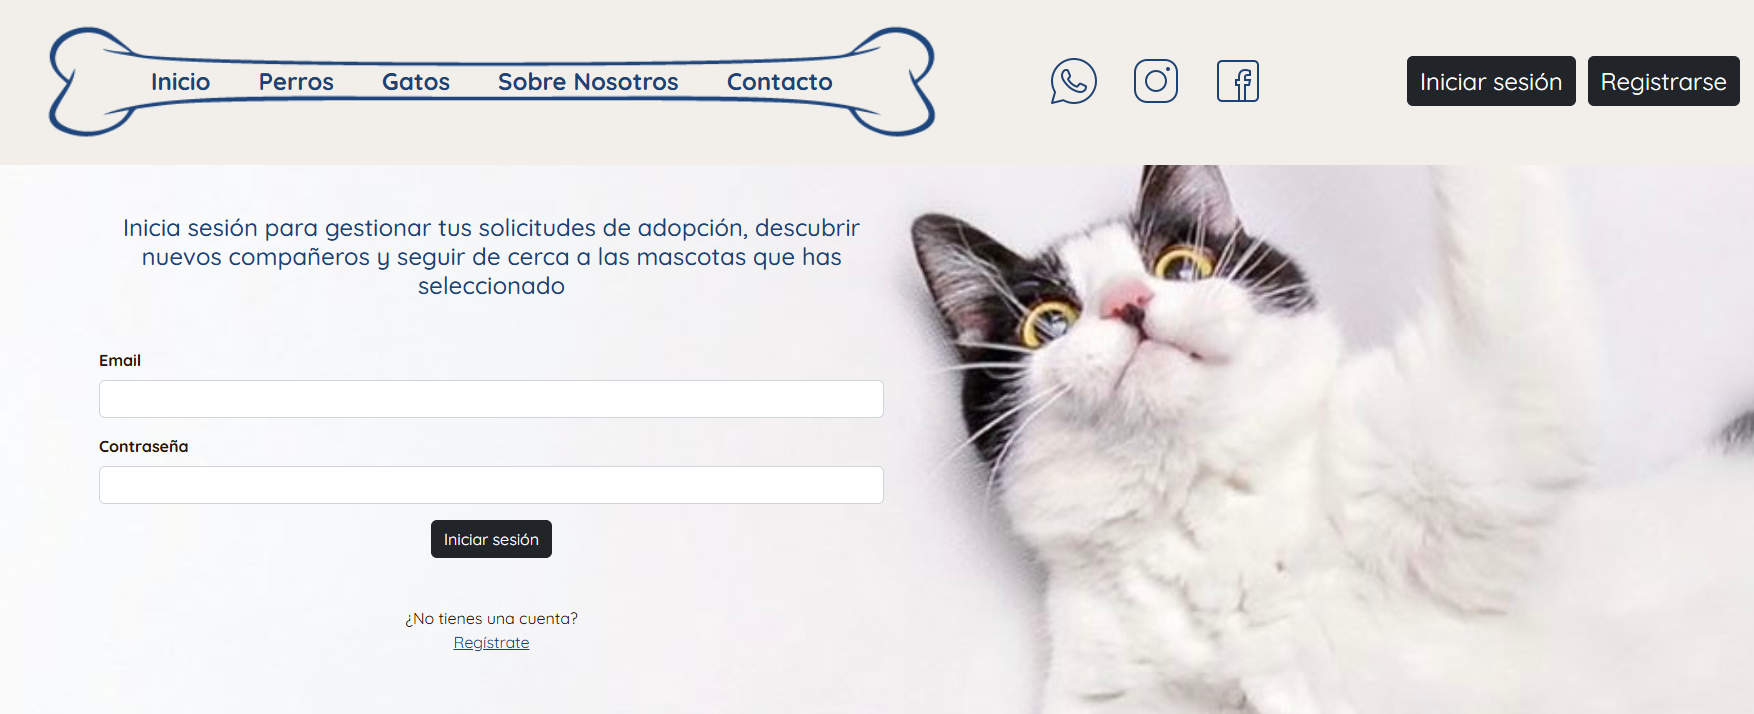 Inicio Perros Gatos Sobre Nosotros Contacto Iniciar sesión Registrarse
Inicia sesión para gestionar tus solicitudes de adopción, descubrir
nuevos compañeros y seguir de cerca a las mascotas que has
seleccionado
Email
Contraseña
Iniciar sesión
¿No tienes una cuenta?
Regístrate